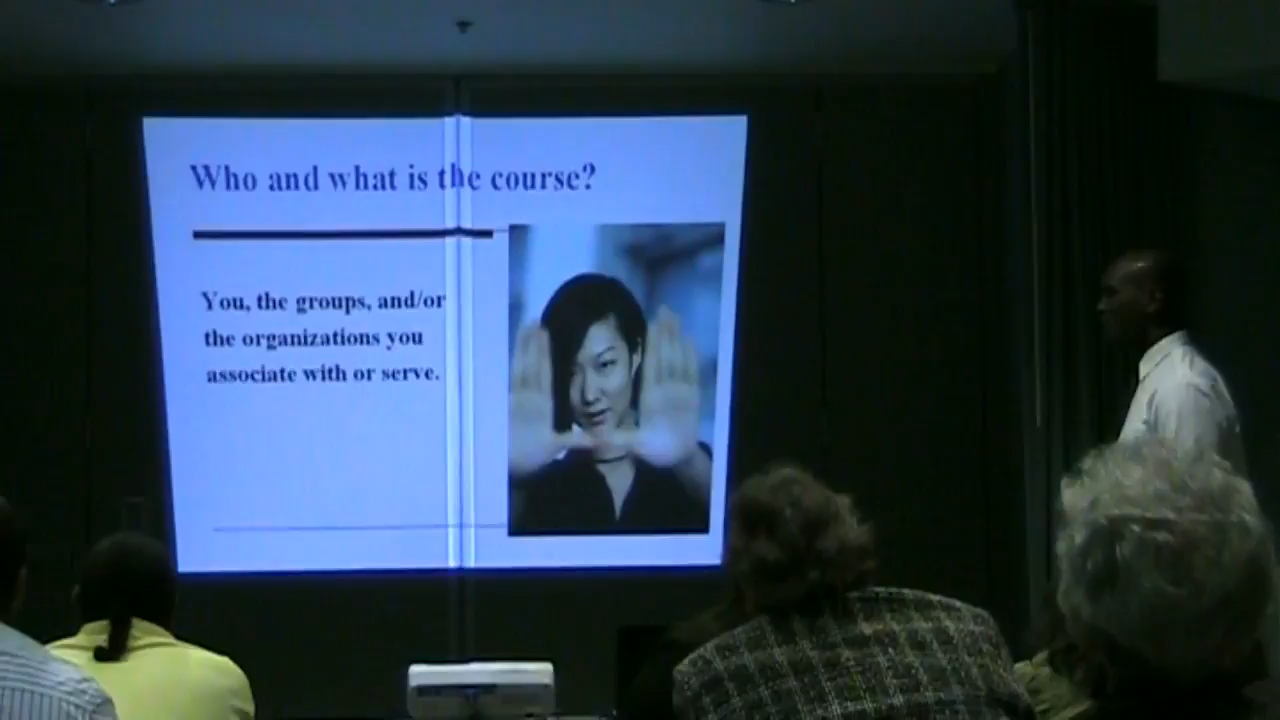 Who and what is the course?
You, the groups, and/or
the organizations you
associate with or serve.